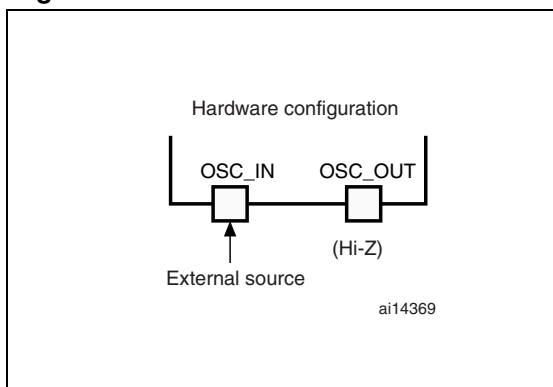 Hardware configuration
OSC_IN OSC_OUT
(Hi-Z)
External source
ai14369